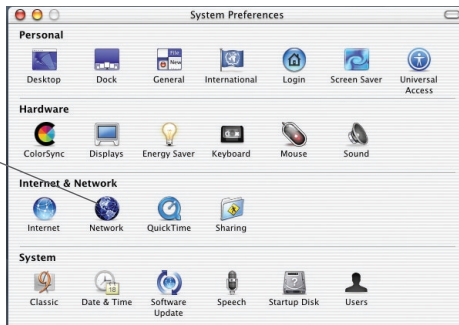 System Preferences
Personal
Desktop Dock General International Login Screen Saver Universal Access
Hardware
ColorSync Displays Energy Saver Keyboard Mouse Sound
Internet & Network
Internet Network QuickTime Sharing
System
Classic Date & Time Software Update Speech Startup Disk Users